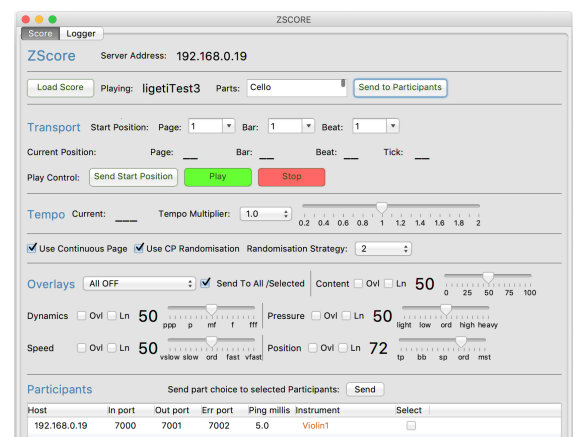 ZSCORE
Score Logger
ZScore Server Address: 192.168.0.19
Load Score Playing: ligetiTest3 Parts: Cello Send to Participants
Transport Start Position: Page: 1 Bar: 1 Beat: 1
Current Position: Page: __ Bar: __ Beat: __ Tick: __
Play Control: Send Start Position Play Stop
Tempo Current: ___ Tempo Multiplier: 1.0 0.2 0.4 0.6 0.8 1 1.2 1.4 1.6 1.8 2
Use Continuous Page Use CP Randomisation Randomisation Strategy: 2
Overlays All OFF Send To All /Selected Content Ovl Ln 50 0 25 50 75 100
Dynamics Ovl Ln 50 ppp p mf f fff Pressure Ovl Ln 50 light low ord high heavy
Speed Ovl Ln 50 vslow slow ord fast vfast Position Ovl Ln 72 tp bb sp ord mst
Participants Send part choice to selected Participants: Send
Host In port Out port Err port Ping millis Instrument Select
192.168.0.19 7000 7001 7002 5.0 Violin1